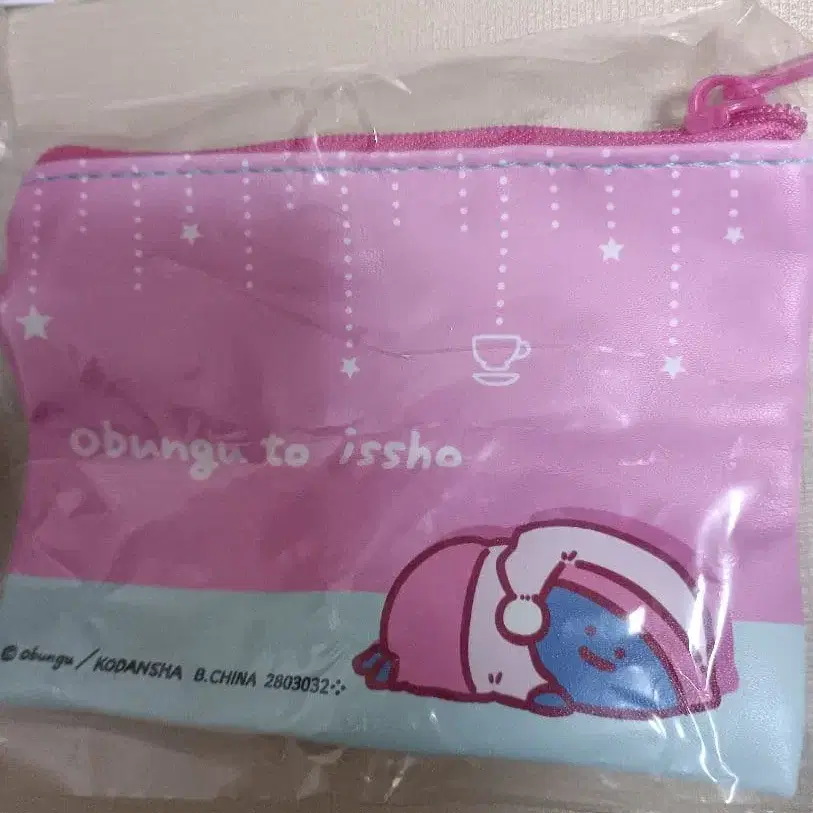 obungu to issho
© obungu / KODANSHA B.CHINA 2803032